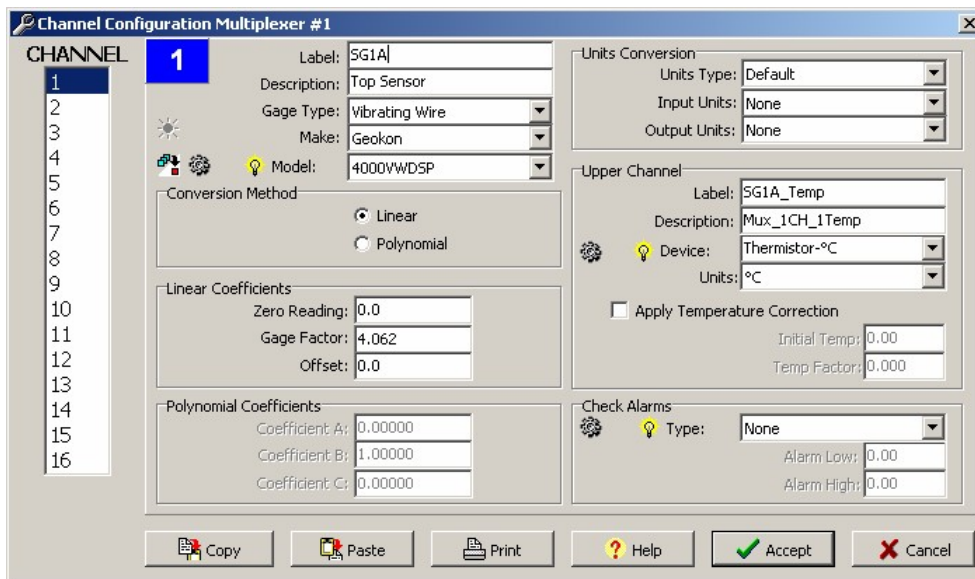 Channel Configuration Multiplexer #1
CHANNEL
1
2
3
4
5
6
7
8
9
10
11
12
13
14
15
16
1
Label: SG1A
Description: Top Sensor
Gage Type: Vibrating Wire
Make: Geokon
Model: 4000VWDSP
Conversion Method
Linear
Polynomial
Linear Coefficients
Zero Reading: 0.0
Gage Factor: 4.062
Offset: 0.0
Polynomial Coefficients
Coefficient A: 0.00000
Coefficient B: 1.00000
Coefficient C: 0.00000
Units Conversion
Units Type: Default
Input Units: None
Output Units: None
Upper Channel
Label: SG1A_Temp
Description: Mux_1CH_1Temp
Device: Thermistor-°C
Units: °C
Apply Temperature Correction
Initial Temp: 0.00
Temp Factor: 0.000
Check Alarms
Type: None
Alarm Low: 0.00
Alarm High: 0.00
Copy
Paste
Print
Help
Accept
Cancel